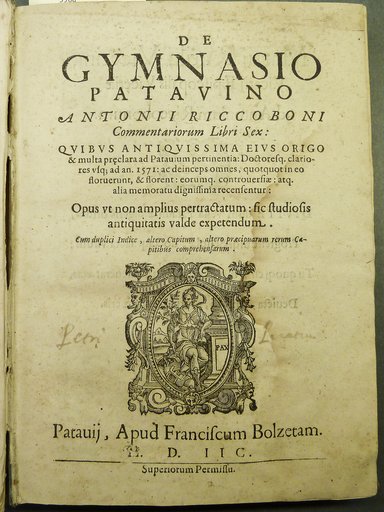 DE
GYMNASIO
PATAVINO
ANTONII RICCOBONI
Commentariorum Libri Sex:
QVIBVS ANTIQVISSIMA EIVS ORIGO
& multa pręclara ad Patauium pertinentia: Doctoresq. clario-
res vsq; ad an. 1571: ac deinceps omnes, quotquot in eo
floruerunt, & florent: eorumq. controuersiæ: atq.
alia memoratu dignissima recensentur:
Opus vt non amplius pertractatum: sic studiosis
antiquitatis valde expetendum.
Cum duplici Indice, altero Capitum, altero præcipuarum rerum Ca-
pitibus comprehensarum.
PAX
Petri
Patauij, Apud Franciscum Bolzetam.
M. D. IIC.
Superiorum Permissu.